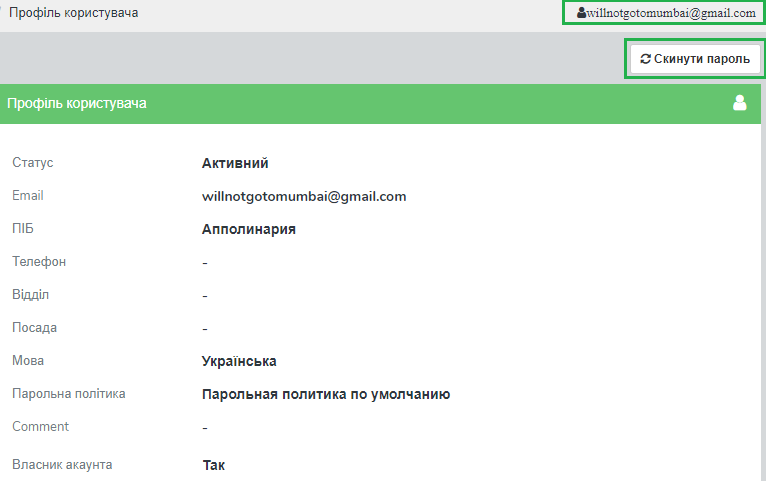 Профіль користувача
willnotgotomumbai@gmail.com
Скинути пароль
Профіль користувача
Статус Активний
Email willnotgotomumbai@gmail.com
ПІБ Апполинария
Телефон -
Відділ -
Посада -
Мова Українська
Парольна політика Парольная политика по умолчанию
Comment -
Власник акаунта Так